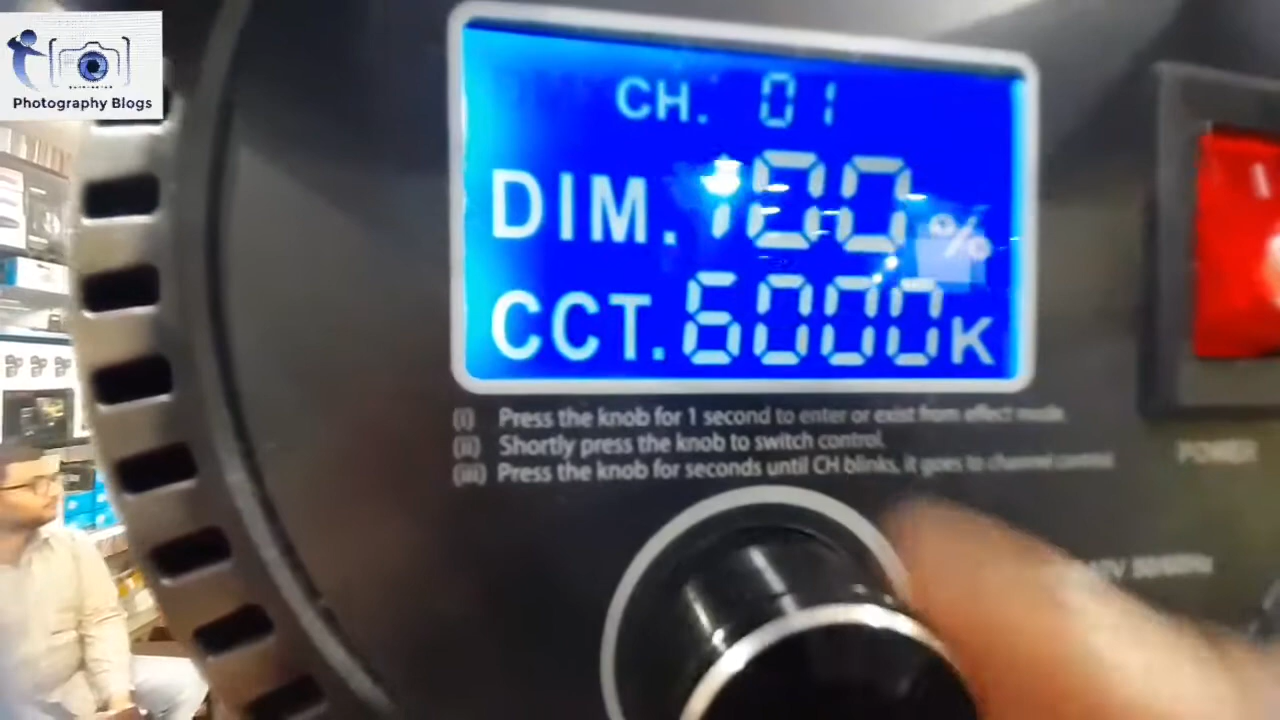 Photography Blogs
CH. 01
DIM. 100 %
CCT. 6000K
(i) Press the knob for 1 second to enter or exist from effect mode.
(ii) Shortly press the knob to switch control.
(iii) Press the knob for seconds until CH blinks, it goes to channel control
POWER
V 50/60Hz